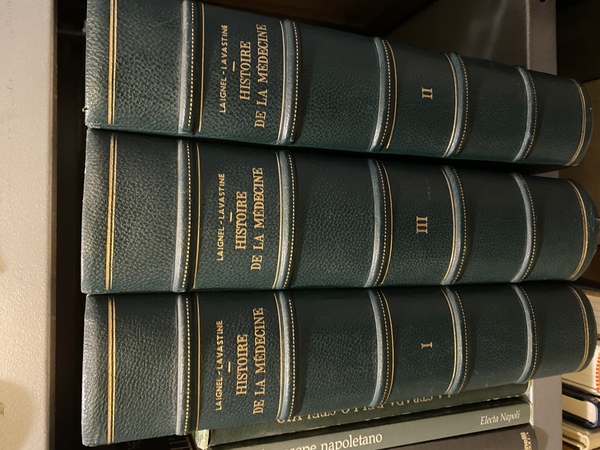 LAIGNEL-LAVASTINE
HISTOIRE
DE LA MÉDECINE
II
LAIGNEL-LAVASTINE
HISTOIRE
DE LA MÉDECINE
III
LAIGNEL-LAVASTINE
HISTOIRE
DE LA MÉDECINE
I
Electa Napoli
napoletano